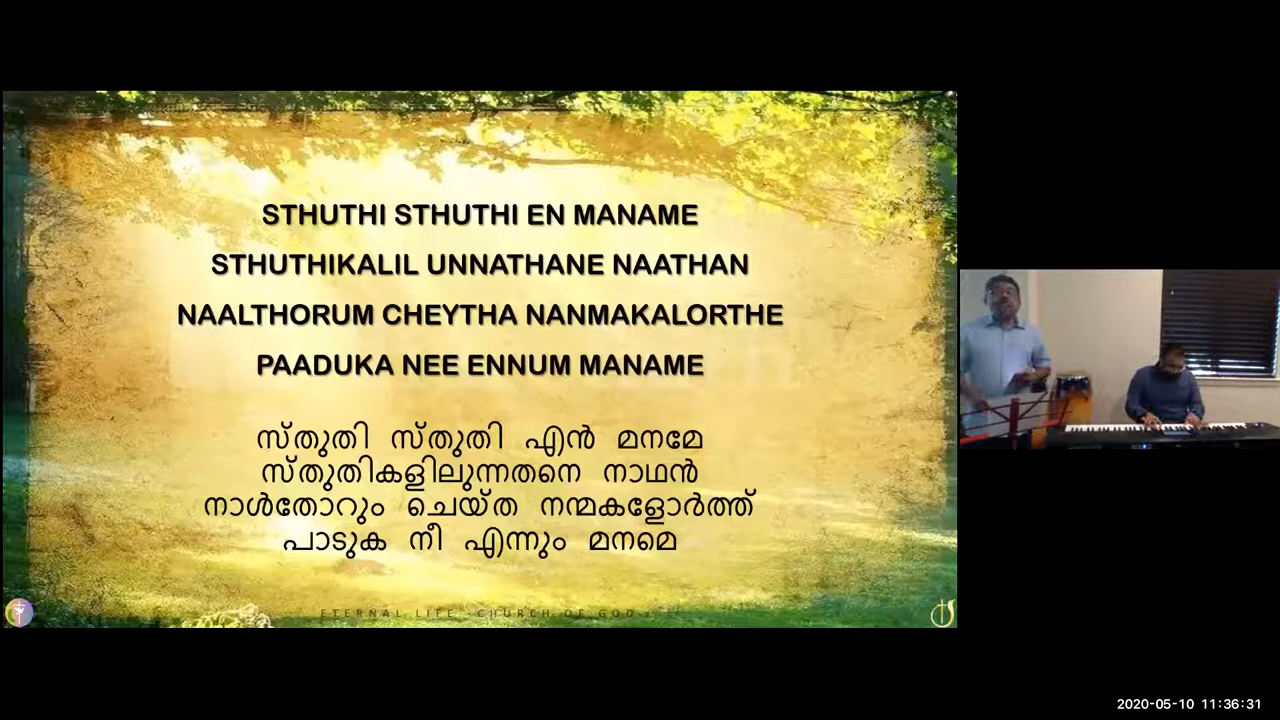 STHUTHI STHUTHI EN MANAME
STHUTHIKALIL UNNATHANE NAATHAN
NAALTHORUM CHEYTHA NANMAKALORTHE
PAADUKA NEE ENNUM MANAME
സ്തുതി സ്തുതി എൻ മനമേ
സ്തുതികളിലുന്നതനെ നാഥൻ
നാൾതോറും ചെയ്ത നന്മകളോർത്ത്
പാടുക നീ എന്നും മനമെ
ETERNAL LIFE CHURCH OF GOD
2020-05-10 11:36:31